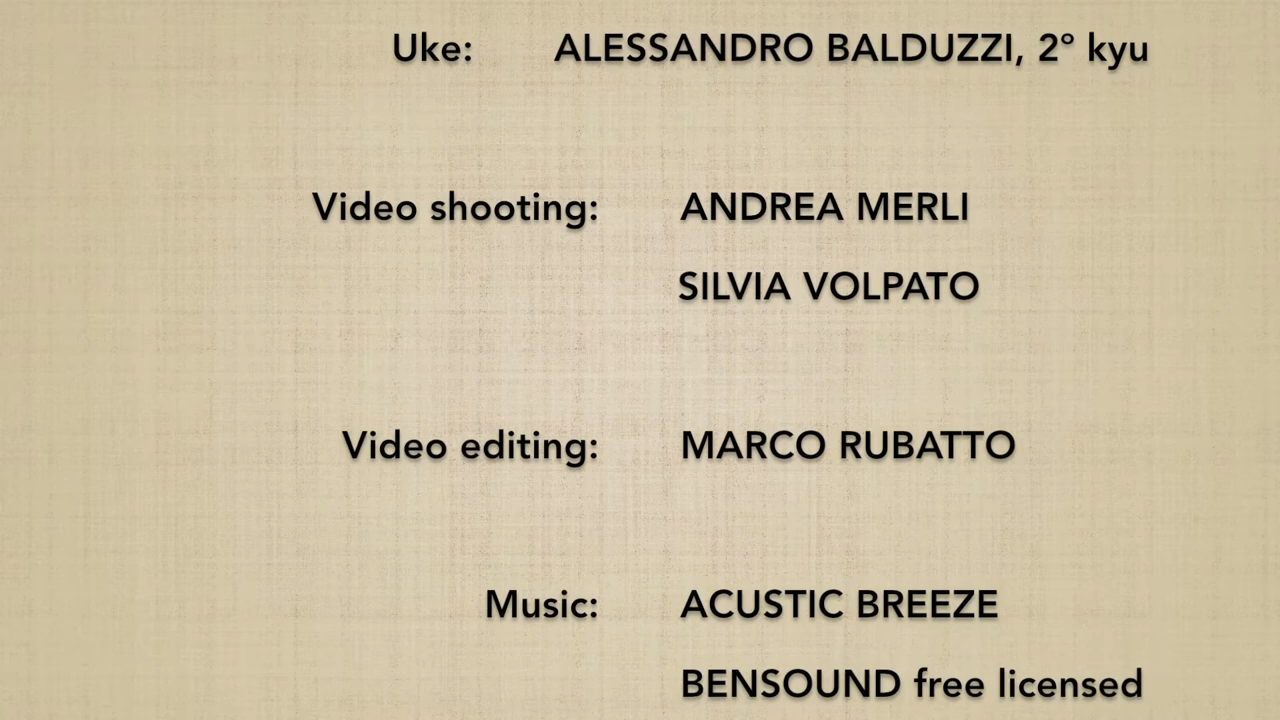 Uke: ALESSANDRO BALDUZZI, 2° kyu
Video shooting: ANDREA MERLI
SILVIA VOLPATO
Video editing: MARCO RUBATTO
Music: ACUSTIC BREEZE
BENSOUND free licensed